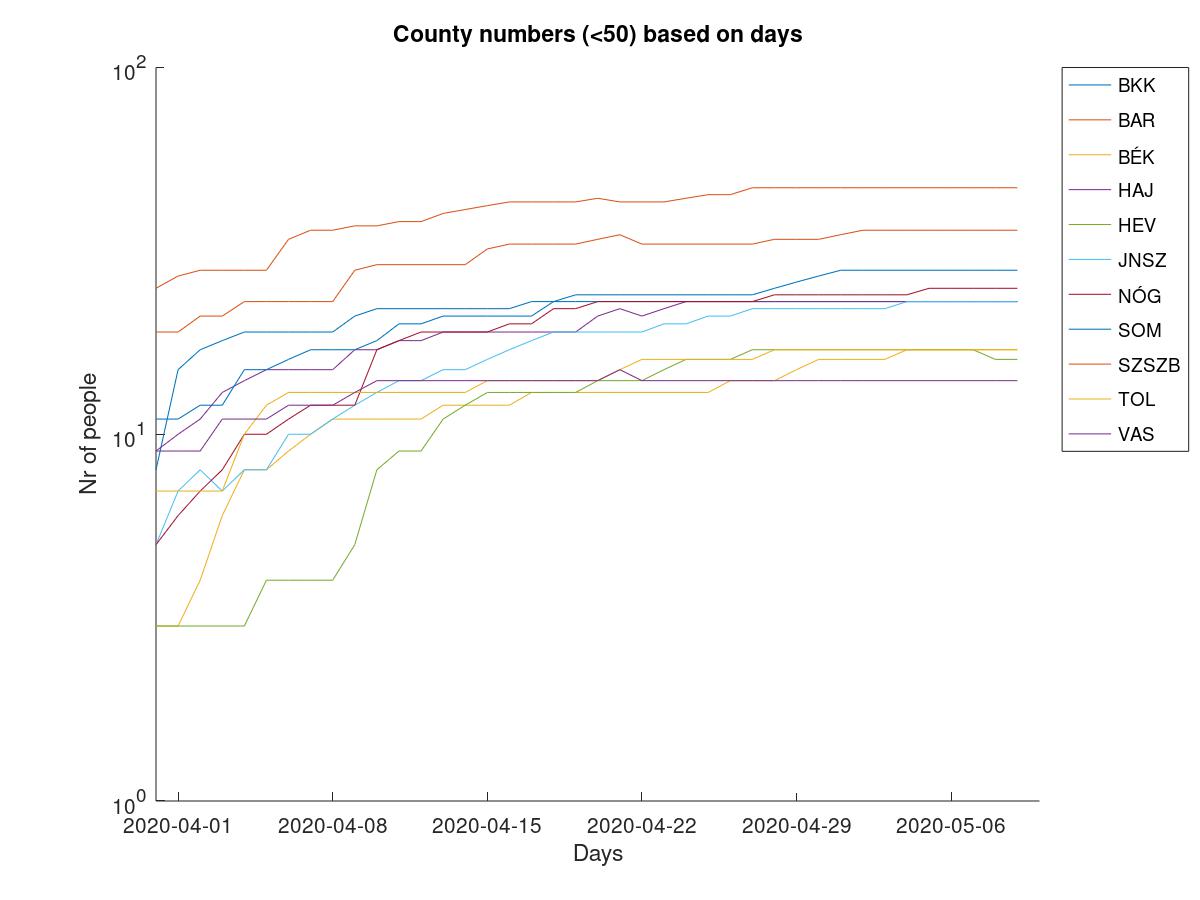 County numbers (<50) based on days
10^2
10^1
10^0
Nr of people
2020-04-01 2020-04-08 2020-04-15 2020-04-22 2020-04-29 2020-05-06
Days
BKK
BAR
BÉK
HAJ
HEV
JNSZ
NÓG
SOM
SZSZB
TOL
VAS